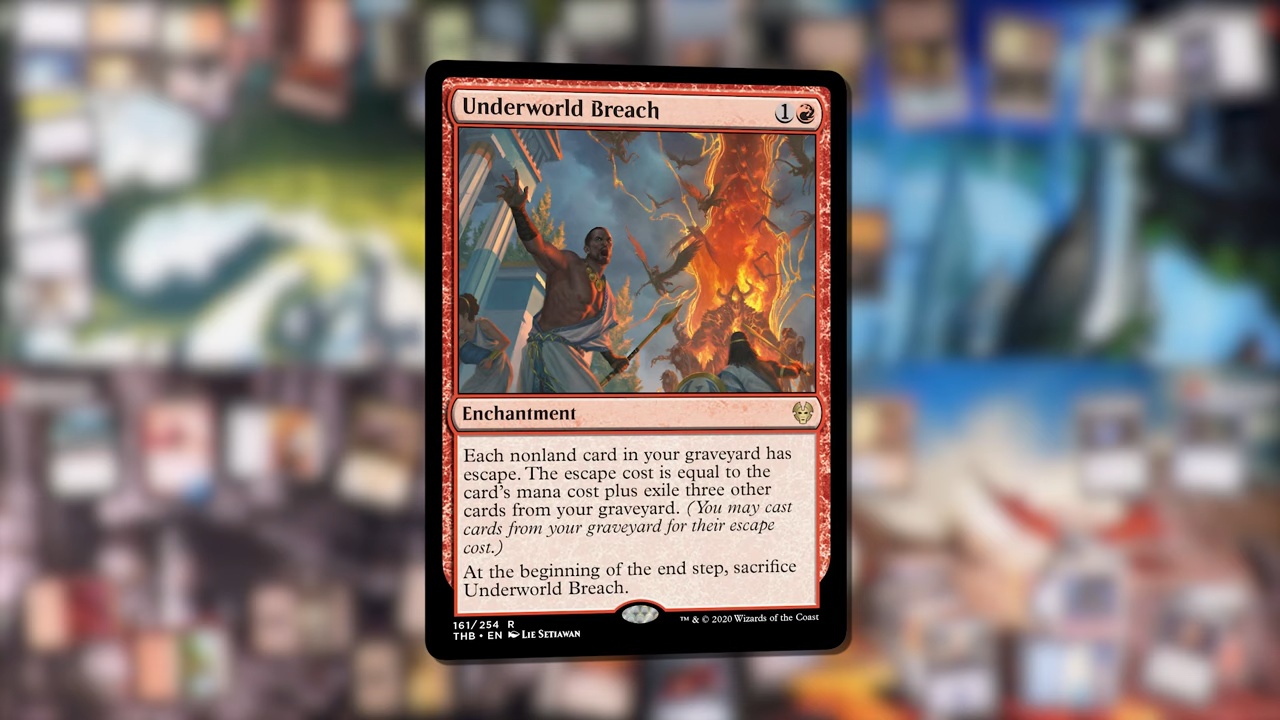 Underworld Breach 1
Enchantment
Each nonland card in your graveyard has
escape. The escape cost is equal to the
card's mana cost plus exile three other
cards from your graveyard. (You may cast
cards from your graveyard for their escape
cost.)
At the beginning of the end step, sacrifice
Underworld Breach.
161/254 R
THB • EN Lie Setiawan
™ & © 2020 Wizards of the Coast